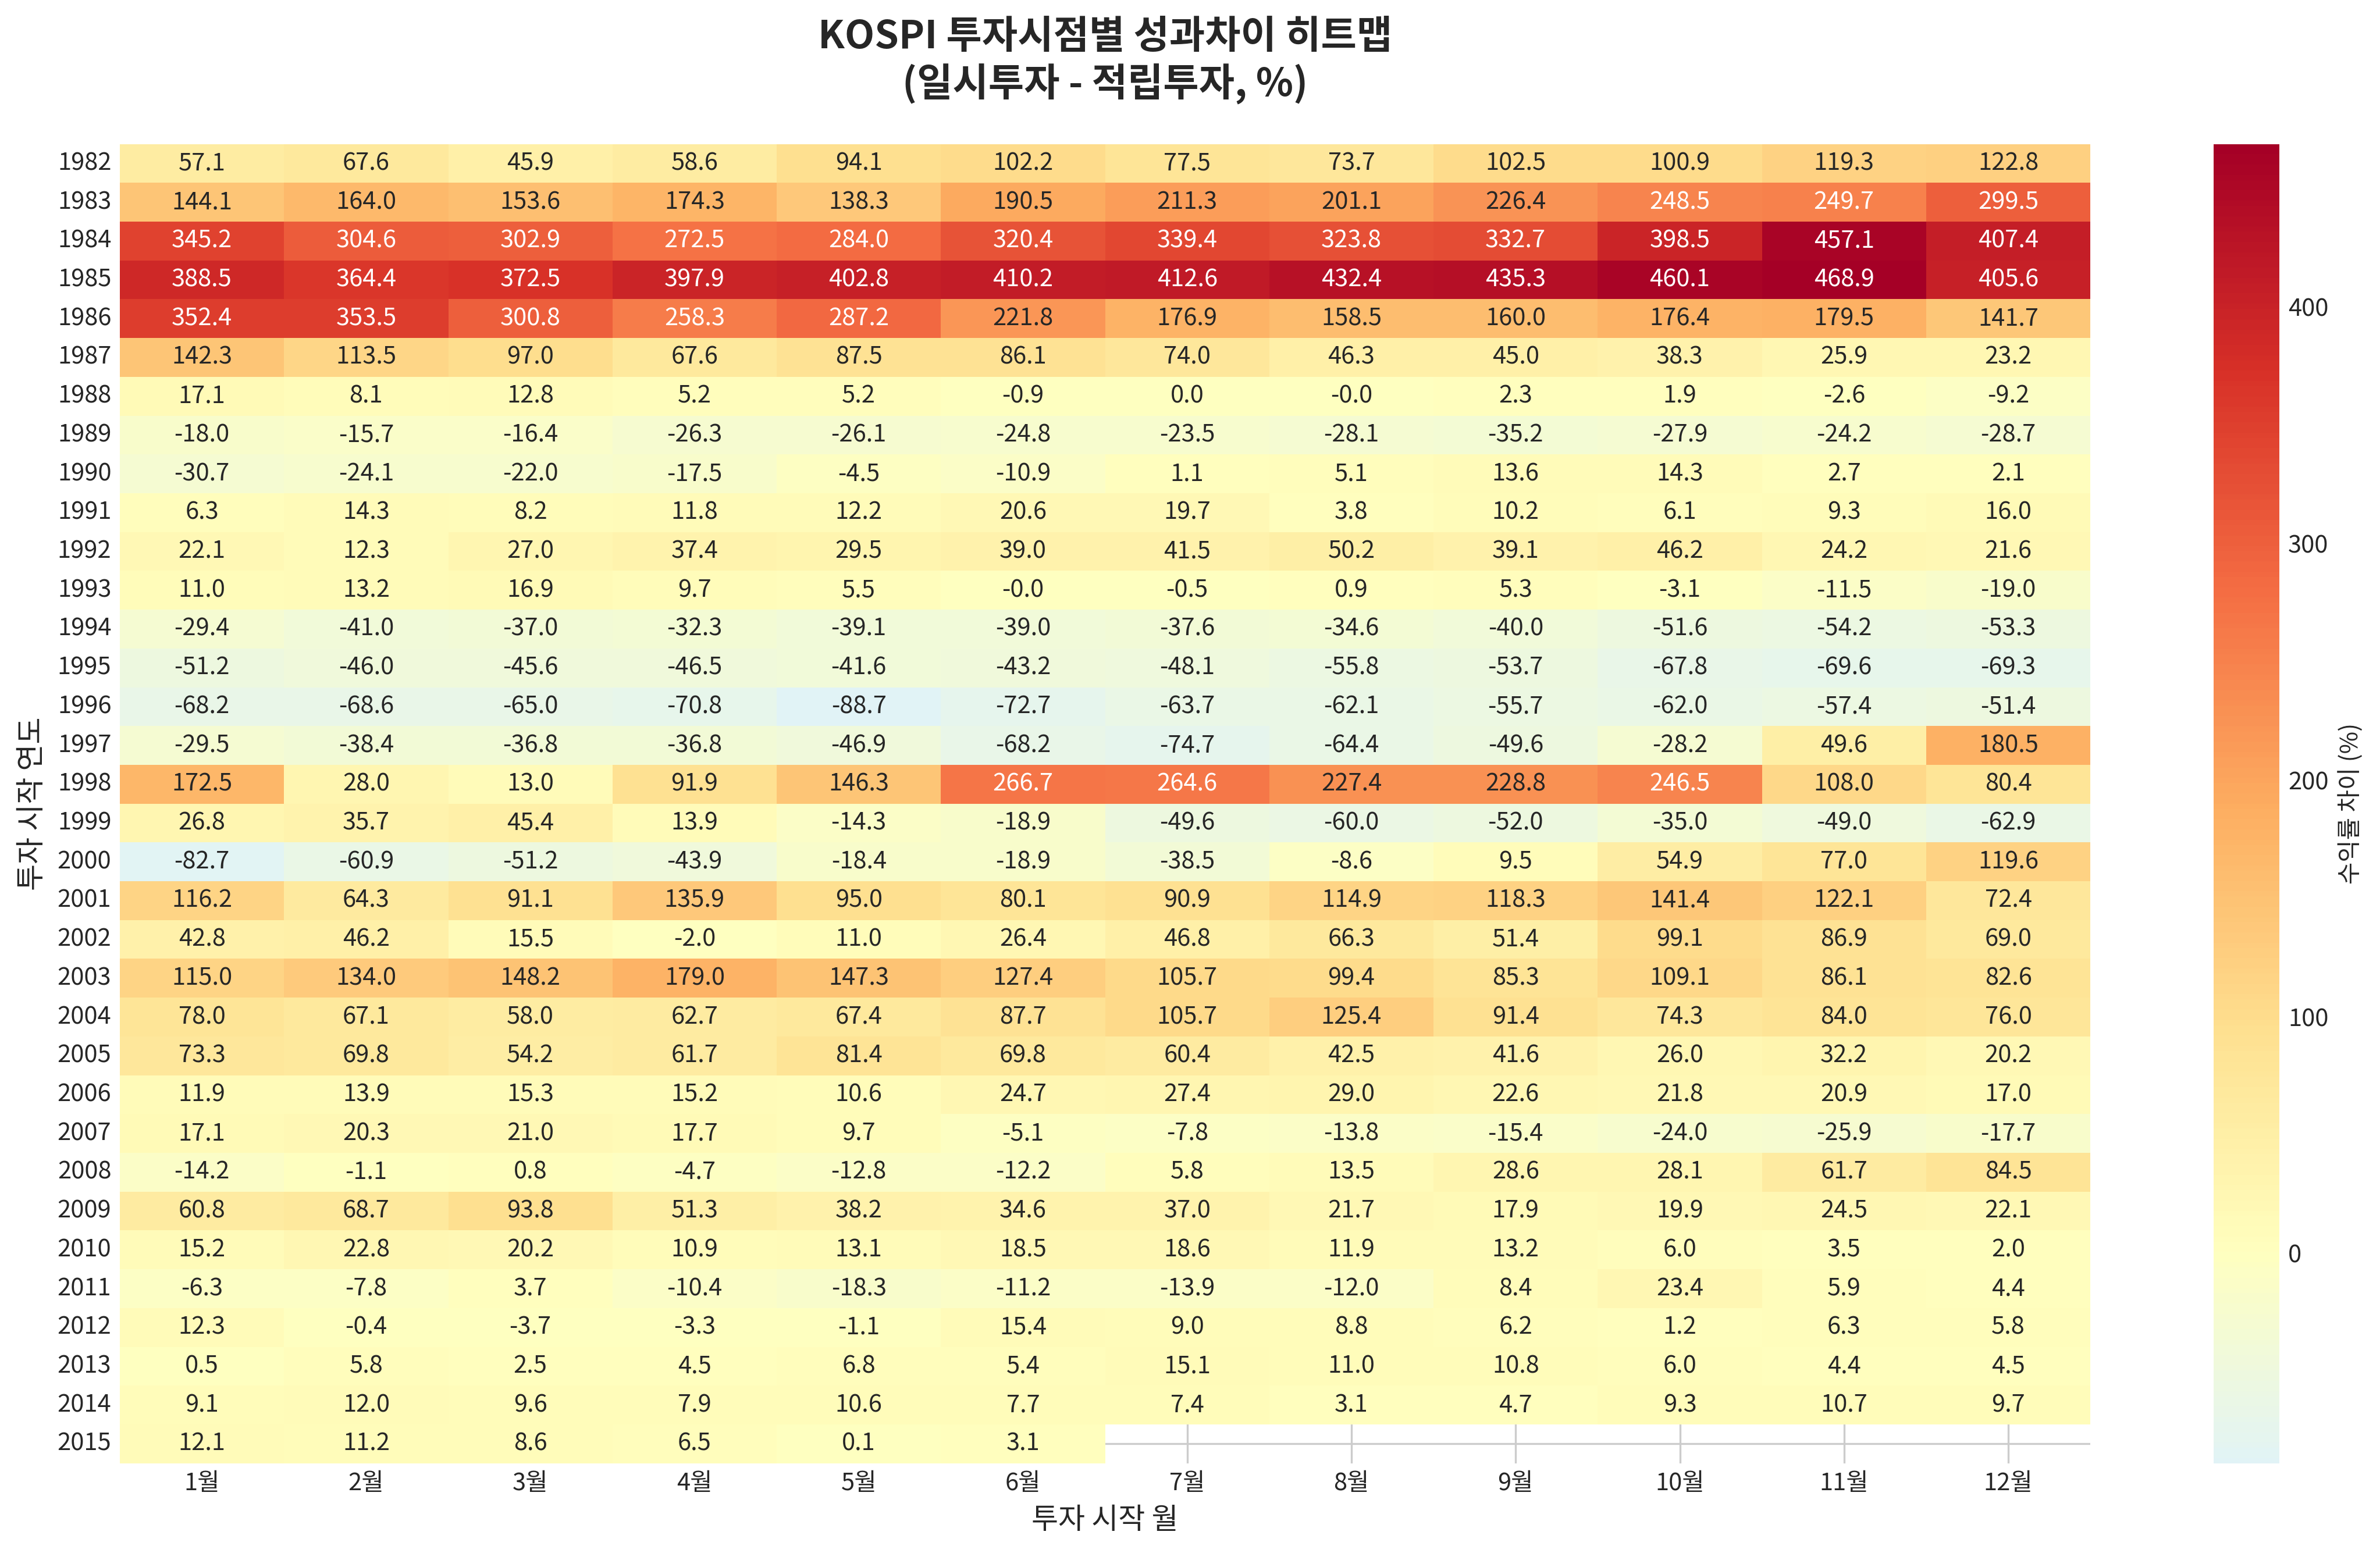 KOSPI 투자시점별 성과차이 히트맵
(일시투자 - 적립투자, %)
1982 57.1 67.6 45.9 58.6 94.1 102.2 77.5 73.7 102.5 100.9 119.3 122.8
1983 144.1 164.0 153.6 174.3 138.3 190.5 211.3 201.1 226.4 248.5 249.7 299.5
1984 345.2 304.6 302.9 272.5 284.0 320.4 339.4 323.8 332.7 398.5 457.1 407.4
1985 388.5 364.4 372.5 397.9 402.8 410.2 412.6 432.4 435.3 460.1 468.9 405.6
1986 352.4 353.5 300.8 258.3 287.2 221.8 176.9 158.5 160.0 176.4 179.5 141.7
1987 142.3 113.5 97.0 67.6 87.5 86.1 74.0 46.3 45.0 38.3 25.9 23.2
1988 17.1 8.1 12.8 5.2 5.2 -0.9 0.0 -0.0 2.3 1.9 -2.6 -9.2
1989 -18.0 -15.7 -16.4 -26.3 -26.1 -24.8 -23.5 -28.1 -35.2 -27.9 -24.2 -28.7
1990 -30.7 -24.1 -22.0 -17.5 -4.5 -10.9 1.1 5.1 13.6 14.3 2.7 2.1
1991 6.3 14.3 8.2 11.8 12.2 20.6 19.7 3.8 10.2 6.1 9.3 16.0
1992 22.1 12.3 27.0 37.4 29.5 39.0 41.5 50.2 39.1 46.2 24.2 21.6
1993 11.0 13.2 16.9 9.7 5.5 -0.0 -0.5 0.9 5.3 -3.1 -11.5 -19.0
1994 -29.4 -41.0 -37.0 -32.3 -39.1 -39.0 -37.6 -34.6 -40.0 -51.6 -54.2 -53.3
1995 -51.2 -46.0 -45.6 -46.5 -41.6 -43.2 -48.1 -55.8 -53.7 -67.8 -69.6 -69.3
1996 -68.2 -68.6 -65.0 -70.8 -88.7 -72.7 -63.7 -62.1 -55.7 -62.0 -57.4 -51.4
1997 -29.5 -38.4 -36.8 -36.8 -46.9 -68.2 -74.7 -64.4 -49.6 -28.2 49.6 180.5
1998 172.5 28.0 13.0 91.9 146.3 266.7 264.6 227.4 228.8 246.5 108.0 80.4
1999 26.8 35.7 45.4 13.9 -14.3 -18.9 -49.6 -60.0 -52.0 -35.0 -49.0 -62.9
2000 -82.7 -60.9 -51.2 -43.9 -18.4 -18.9 -38.5 -8.6 9.5 54.9 77.0 119.6
2001 116.2 64.3 91.1 135.9 95.0 80.1 90.9 114.9 118.3 141.4 122.1 72.4
2002 42.8 46.2 15.5 -2.0 11.0 26.4 46.8 66.3 51.4 99.1 86.9 69.0
2003 115.0 134.0 148.2 179.0 147.3 127.4 105.7 99.4 85.3 109.1 86.1 82.6
2004 78.0 67.1 58.0 62.7 67.4 87.7 105.7 125.4 91.4 74.3 84.0 76.0
2005 73.3 69.8 54.2 61.7 81.4 69.8 60.4 42.5 41.6 26.0 32.2 20.2
2006 11.9 13.9 15.3 15.2 10.6 24.7 27.4 29.0 22.6 21.8 20.9 17.0
2007 17.1 20.3 21.0 17.7 9.7 -5.1 -7.8 -13.8 -15.4 -24.0 -25.9 -17.7
2008 -14.2 -1.1 0.8 -4.7 -12.8 -12.2 5.8 13.5 28.6 28.1 61.7 84.5
2009 60.8 68.7 93.8 51.3 38.2 34.6 37.0 21.7 17.9 19.9 24.5 22.1
2010 15.2 22.8 20.2 10.9 13.1 18.5 18.6 11.9 13.2 6.0 3.5 2.0
2011 -6.3 -7.8 3.7 -10.4 -18.3 -11.2 -13.9 -12.0 8.4 23.4 5.9 4.4
2012 12.3 -0.4 -3.7 -3.3 -1.1 15.4 9.0 8.8 6.2 1.2 6.3 5.8
2013 0.5 5.8 2.5 4.5 6.8 5.4 15.1 11.0 10.8 6.0 4.4 4.5
2014 9.1 12.0 9.6 7.9 10.6 7.7 7.4 3.1 4.7 9.3 10.7 9.7
2015 12.1 11.2 8.6 6.5 0.1 3.1
1월 2월 3월 4월 5월 6월 7월 8월 9월 10월 11월 12월
투자 시작 월
투자 시작 연도
400
300
200
100
0
수익률 차이 (%)